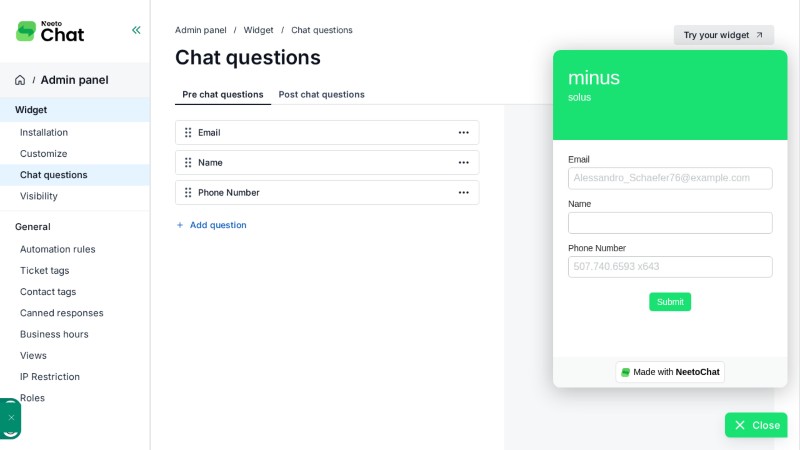 Neeto
Chat
/ Admin panel
Widget
Installation
Customize
Chat questions
Visibility
General
Automation rules
Ticket tags
Contact tags
Canned responses
Business hours
Views
IP Restriction
Roles
Admin panel / Widget / Chat questions
Chat questions
Try your widget
Pre chat questions
Post chat questions
Email
Name
Phone Number
+ Add question
minus
solus
Email
Alessandro_Schaefer76@example.com
Name
Phone Number
507.740.6593 x643
Submit
Made with NeetoChat
Close